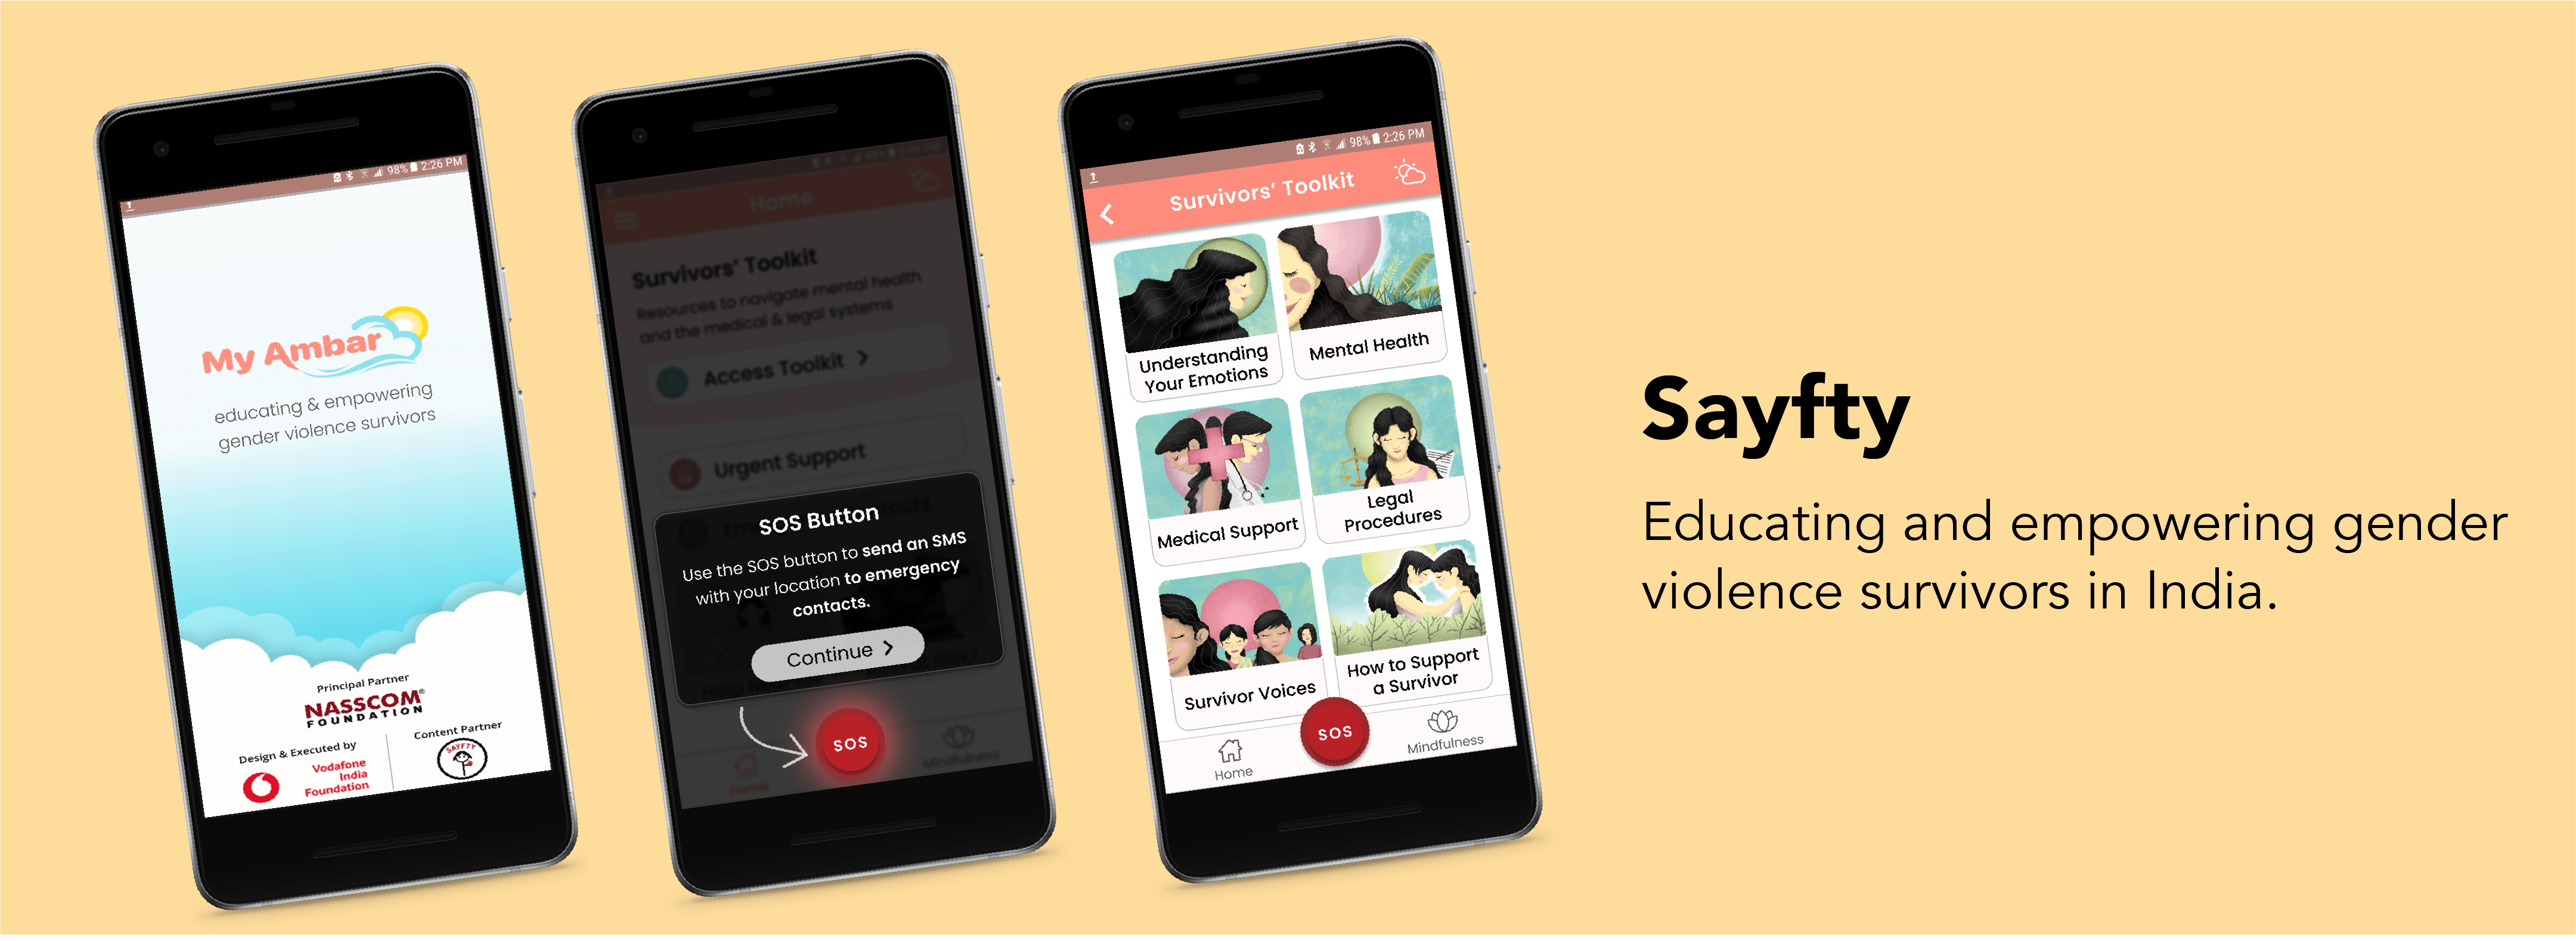 98% 2:26 PM
My Ambar
educating & empowering
gender violence survivors
Principal Partner
NASSCOM®
FOUNDATION
Design & Executed by
Vodafone
India
Foundation
Content Partner
SAYFTY
Home
Survivors' Toolkit
Resources to navigate mental health
and the medical & legal systems
Access Toolkit
Urgent Support
SOS Button
Use the SOS button to send an SMS
with your location to emergency
contacts.
Continue
SOS
Home
Mindfulness
98% 2:26 PM
Survivors' Toolkit
Understanding
Your Emotions
Mental Health
Medical Support
Legal
Procedures
Survivor Voices
How to Support
a Survivor
Home
SOS
Mindfulness
Sayfty
Educating and empowering gender
violence survivors in India.